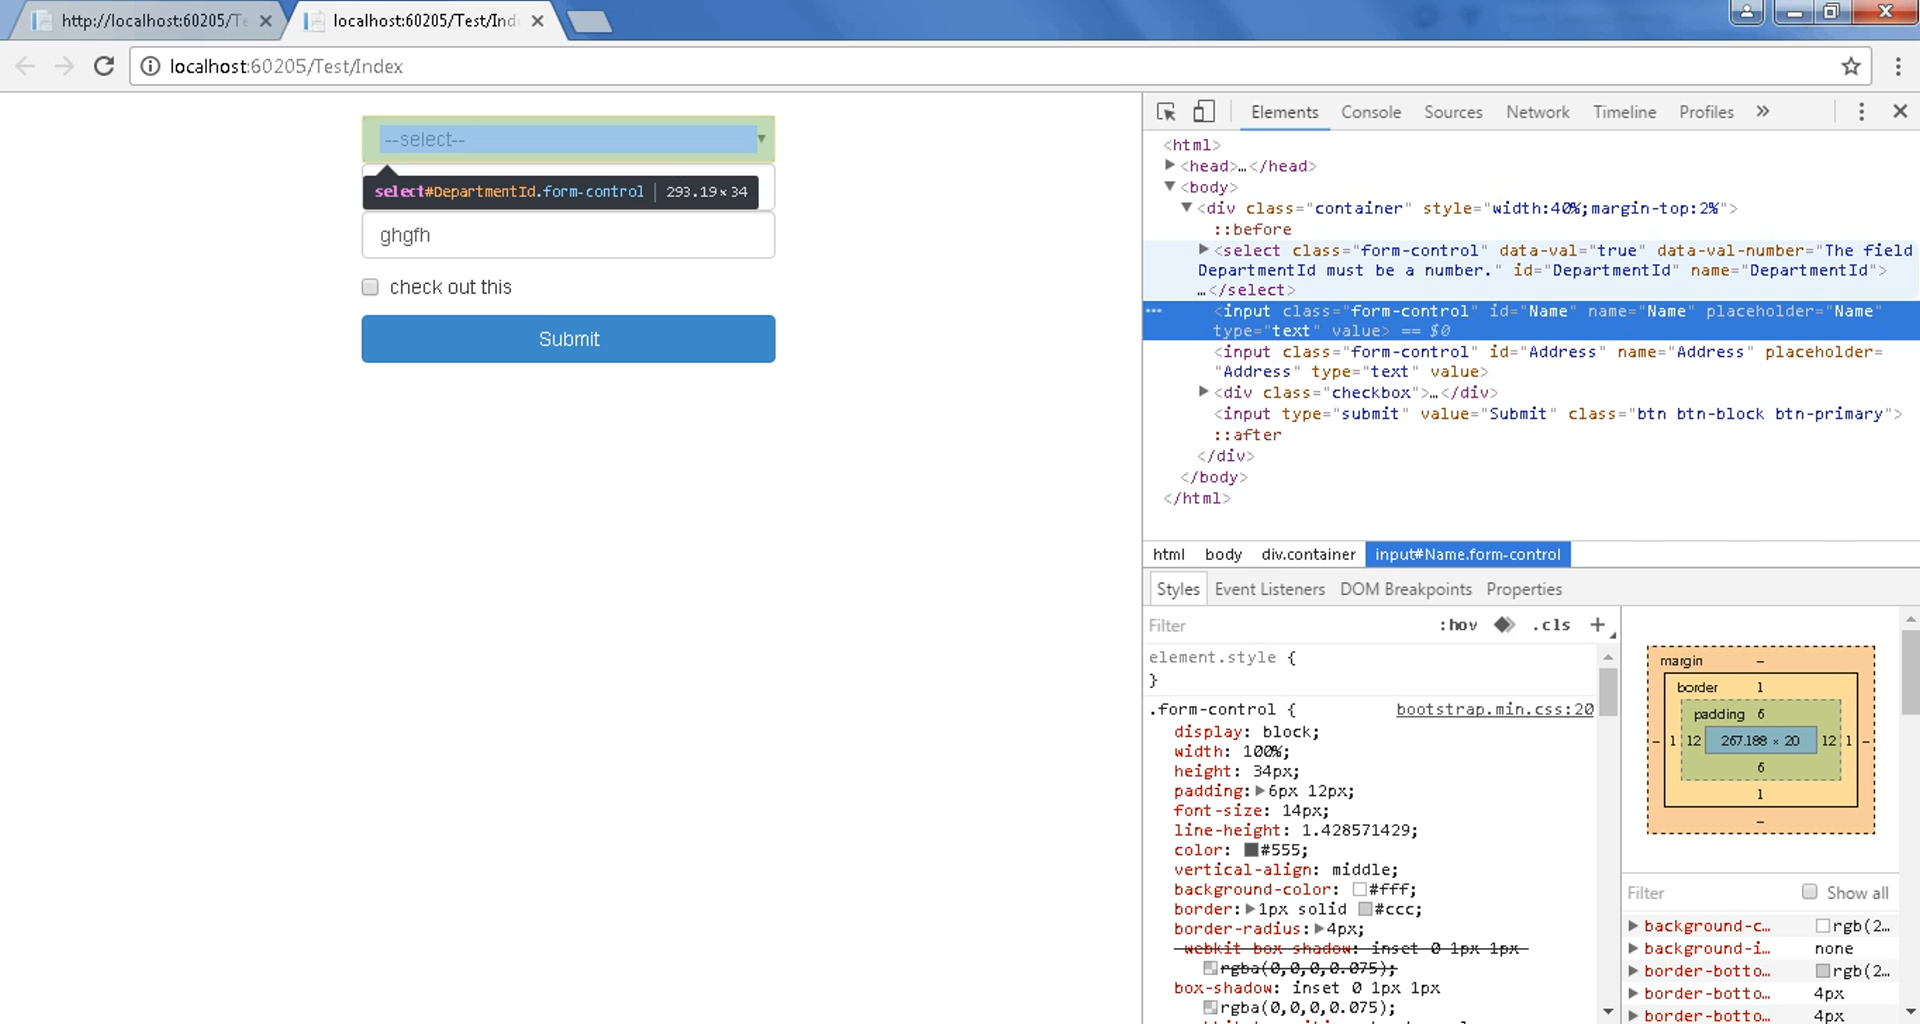 http://localhost:60205/Te
localhost:60205/Test/Ind
localhost:60205/Test/Index
--select--
select#DepartmentId.form-control | 293.19 × 34
ghgfh
check out this
Submit
Elements Console Sources Network Timeline Profiles »
<html>
<head>…</head>
<body>
<div class="container" style="width:40%;margin-top:2%">
::before
<select class="form-control" data-val="true" data-val-number="The field
DepartmentId must be a number." id="DepartmentId" name="DepartmentId">
…</select>
<input class="form-control" id="Name" name="Name" placeholder="Name"
type="text" value> == $0
<input class="form-control" id="Address" name="Address" placeholder=
"Address" type="text" value>
<div class="checkbox">…</div>
<input type="submit" value="Submit" class="btn btn-block btn-primary">
::after
</div>
</body>
</html>
html body div.container input#Name.form-control
Styles Event Listeners DOM Breakpoints Properties
Filter :hov .cls +
element.style {
}
.form-control { bootstrap.min.css:20
display: block;
width: 100%;
height: 34px;
padding: 6px 12px;
font-size: 14px;
line-height: 1.428571429;
color: #555;
vertical-align: middle;
background-color: #fff;
border: 1px solid #ccc;
border-radius: 4px;
-webkit-box-shadow: inset 0 1px 1px
rgba(0,0,0,0.075);
box-shadow: inset 0 1px 1px
rgba(0,0,0,0.075);
margin –
border 1
padding 6
– 1 12 267.188 × 20 12 1 –
6
1
–
Filter Show all
background-c… rgb(2…
background-i… none
border-botto… rgb(2…
border-botto… 4px
border-botto… 4px